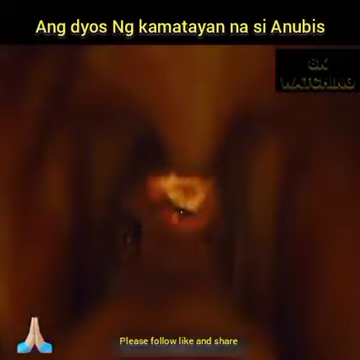 Ang dyos Ng kamatayan na si Anubis
SK
WATCHING
Please follow like and share